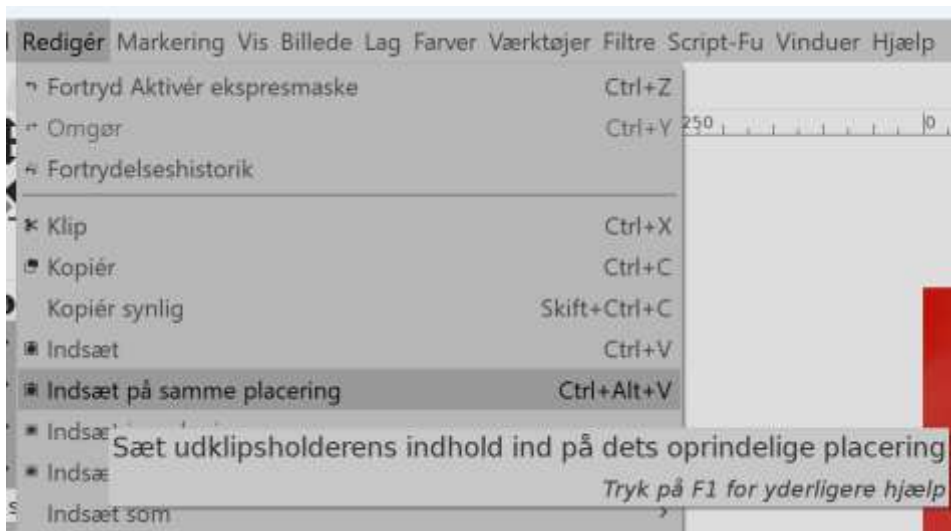 Redigér Markering Vis Billede Lag Farver Værktøjer Filtre Script-Fu Vinduer Hjælp
Fortryd Aktivér ekspresmaske Ctrl+Z
Omgør Ctrl+Y
250 0
Fortrydelseshistorik
Klip Ctrl+X
Kopiér Ctrl+C
Kopiér synlig Skift+Ctrl+C
Indsæt Ctrl+V
Indsæt på samme placering Ctrl+Alt+V
Sæt udklipsholderens indhold ind på dets oprindelige placering
Tryk på F1 for yderligere hjælp
Indsæt som